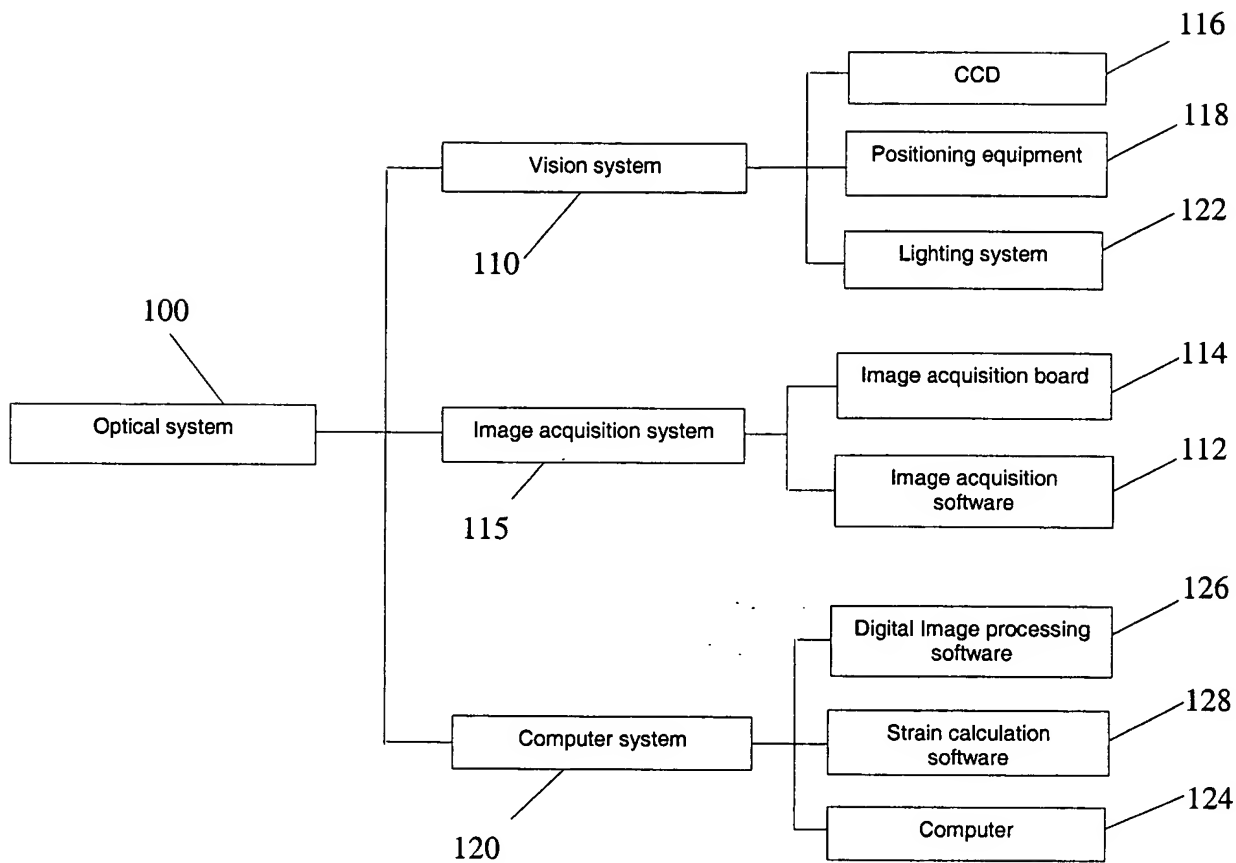 116
CCD
118
Positioning equipment
Vision system
122
Lighting system
110
100
114
Image acquisition board
Optical system
Image acquisition system
112
Image acquisition
software
115
126
Digital Image processing
software
128
Computer system
Strain calculation
software
124
Computer
120